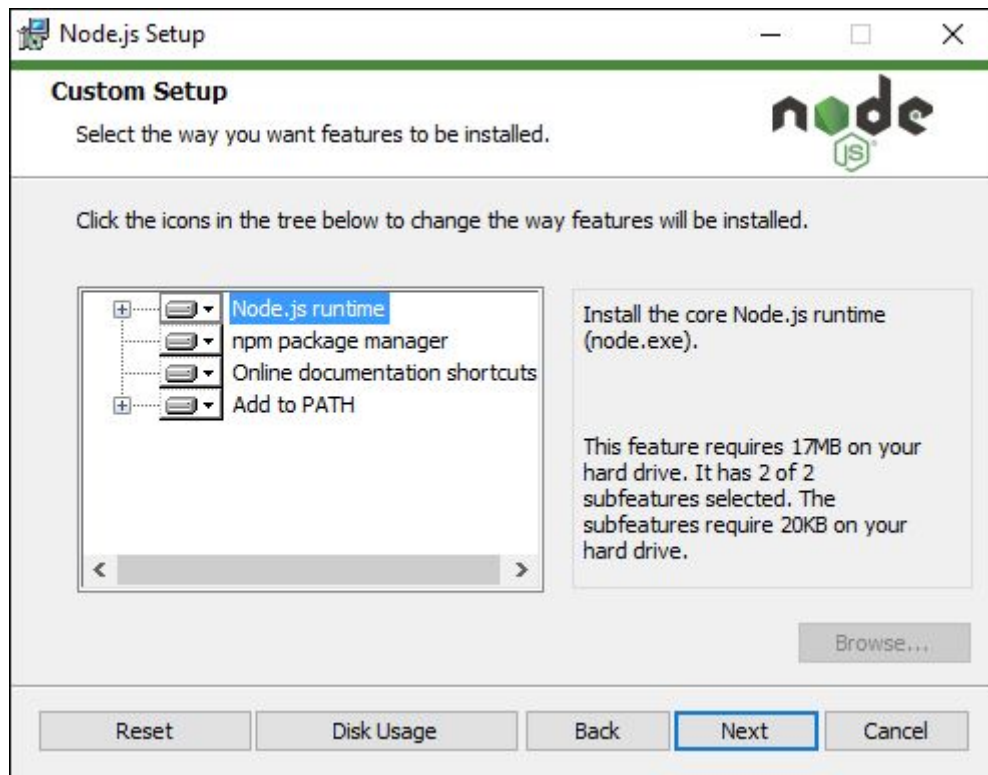 Node.js Setup
Custom Setup
Select the way you want features to be installed.
node
JS
Click the icons in the tree below to change the way features will be installed.
Node.js runtime
npm package manager
Online documentation shortcuts
Add to PATH
Install the core Node.js runtime
(node.exe).
This feature requires 17MB on your
hard drive. It has 2 of 2
subfeatures selected. The
subfeatures require 20KB on your
hard drive.
Browse...
Reset
Disk Usage
Back
Next
Cancel